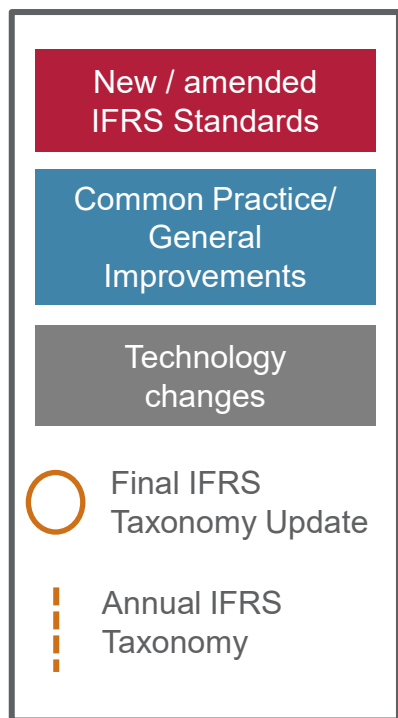 New / amended
IFRS Standards
Common Practice/
General
Improvements
Technology
changes
Final IFRS
Taxonomy Update
Annual IFRS
Taxonomy